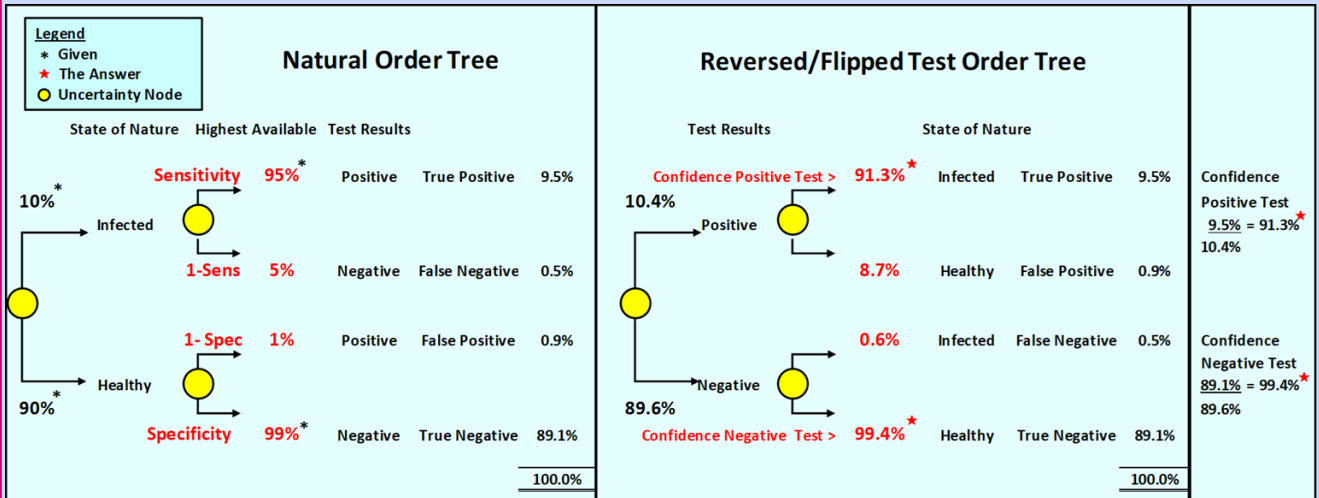 Legend
* Given
★ The Answer
Uncertainty Node
Natural Order Tree
State of Nature Highest Available Test Results
Sensitivity 95%* Positive True Positive 9.5%
10%*
Infected
1-Sens 5% Negative False Negative 0.5%
1- Spec 1% Positive False Positive 0.9%
Healthy
90%*
Specificity 99%* Negative True Negative 89.1%
100.0%
Reversed/Flipped Test Order Tree
Test Results State of Nature
Confidence Positive Test > 91.3%★ Infected True Positive 9.5%
10.4%
Positive
8.7% Healthy False Positive 0.9%
0.6% Infected False Negative 0.5%
Negative
89.6%
Confidence Negative Test > 99.4%★ Healthy True Negative 89.1%
100.0%
Confidence
Positive Test
9.5% = 91.3%★
10.4%
Confidence
Negative Test
89.1% = 99.4%★
89.6%